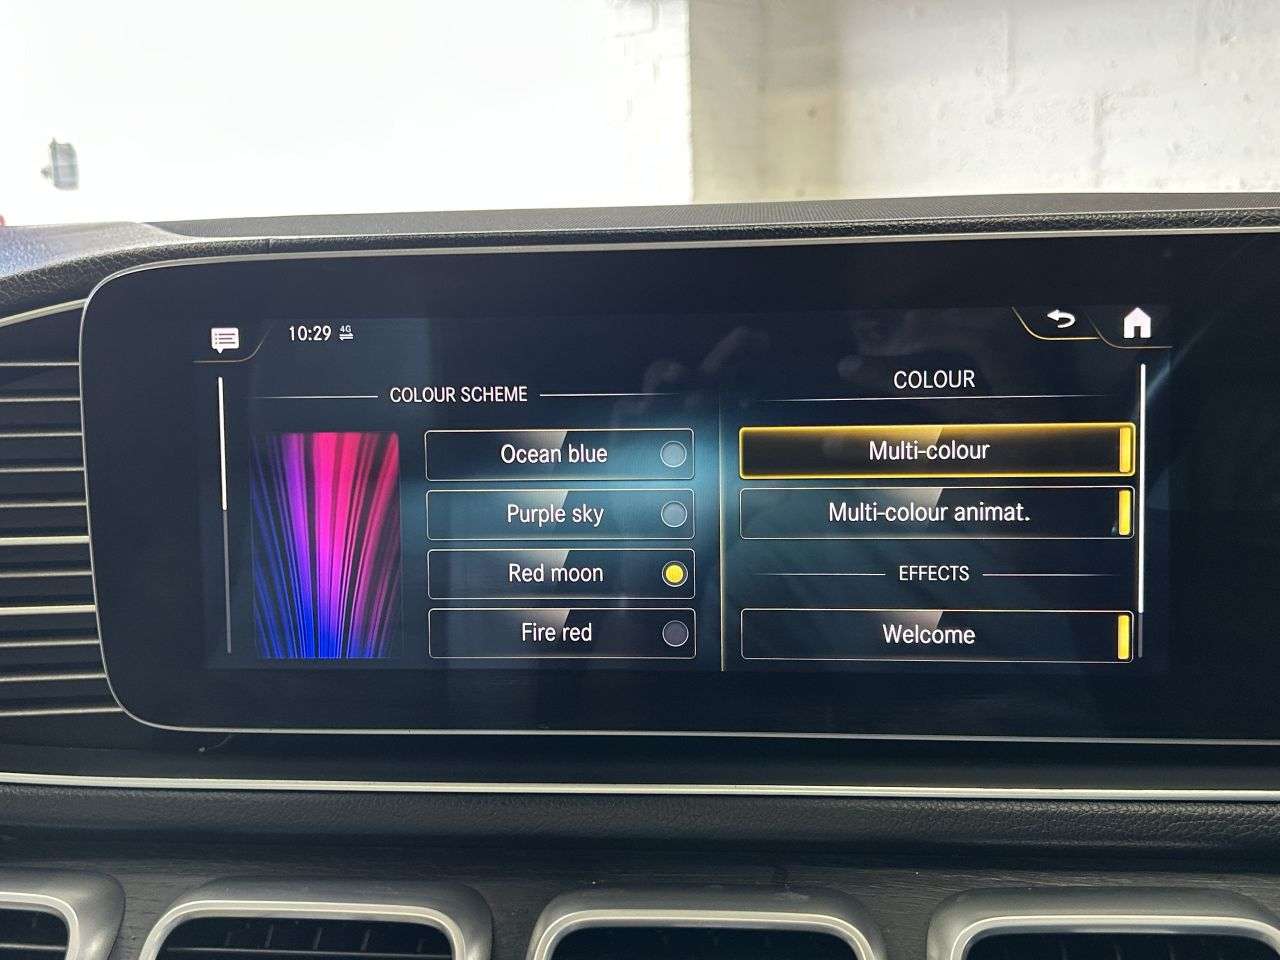 10:29 4G
COLOUR SCHEME
Ocean blue
Purple sky
Red moon
Fire red
COLOUR
Multi-colour
Multi-colour animat.
EFFECTS
Welcome